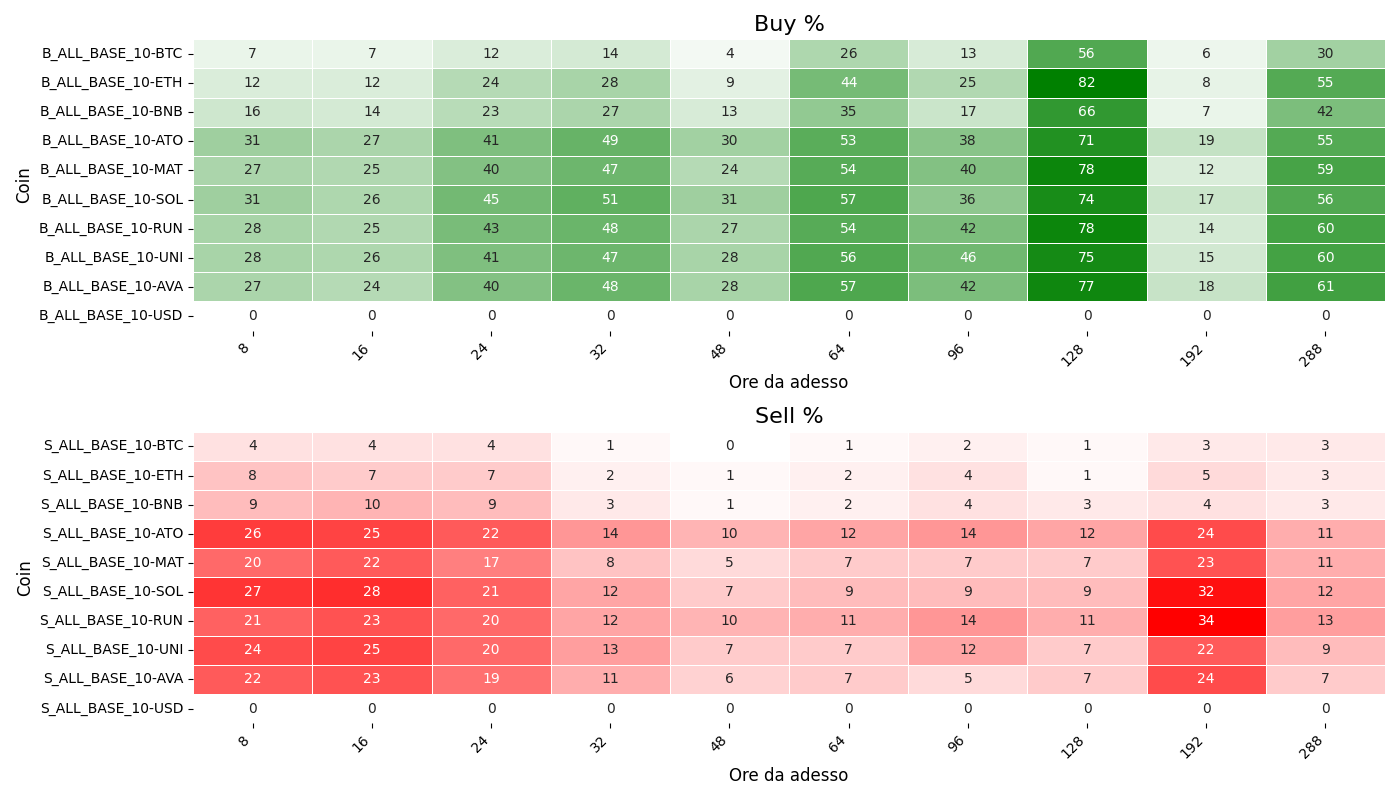 Buy %
Coin
B_ALL_BASE_10-BTC 7 7 12 14 4 26 13 56 6 30
B_ALL_BASE_10-ETH 12 12 24 28 9 44 25 82 8 55
B_ALL_BASE_10-BNB 16 14 23 27 13 35 17 66 7 42
B_ALL_BASE_10-ATO 31 27 41 49 30 53 38 71 19 55
B_ALL_BASE_10-MAT 27 25 40 47 24 54 40 78 12 59
B_ALL_BASE_10-SOL 31 26 45 51 31 57 36 74 17 56
B_ALL_BASE_10-RUN 28 25 43 48 27 54 42 78 14 60
B_ALL_BASE_10-UNI 28 26 41 47 28 56 46 75 15 60
B_ALL_BASE_10-AVA 27 24 40 48 28 57 42 77 18 61
B_ALL_BASE_10-USD 0 0 0 0 0 0 0 0 0 0
8 16 24 32 48 64 96 128 192 288
Ore da adesso
Sell %
Coin
S_ALL_BASE_10-BTC 4 4 4 1 0 1 2 1 3 3
S_ALL_BASE_10-ETH 8 7 7 2 1 2 4 1 5 3
S_ALL_BASE_10-BNB 9 10 9 3 1 2 4 3 4 3
S_ALL_BASE_10-ATO 26 25 22 14 10 12 14 12 24 11
S_ALL_BASE_10-MAT 20 22 17 8 5 7 7 7 23 11
S_ALL_BASE_10-SOL 27 28 21 12 7 9 9 9 32 12
S_ALL_BASE_10-RUN 21 23 20 12 10 11 14 11 34 13
S_ALL_BASE_10-UNI 24 25 20 13 7 7 12 7 22 9
S_ALL_BASE_10-AVA 22 23 19 11 6 7 5 7 24 7
S_ALL_BASE_10-USD 0 0 0 0 0 0 0 0 0 0
8 16 24 32 48 64 96 128 192 288
Ore da adesso